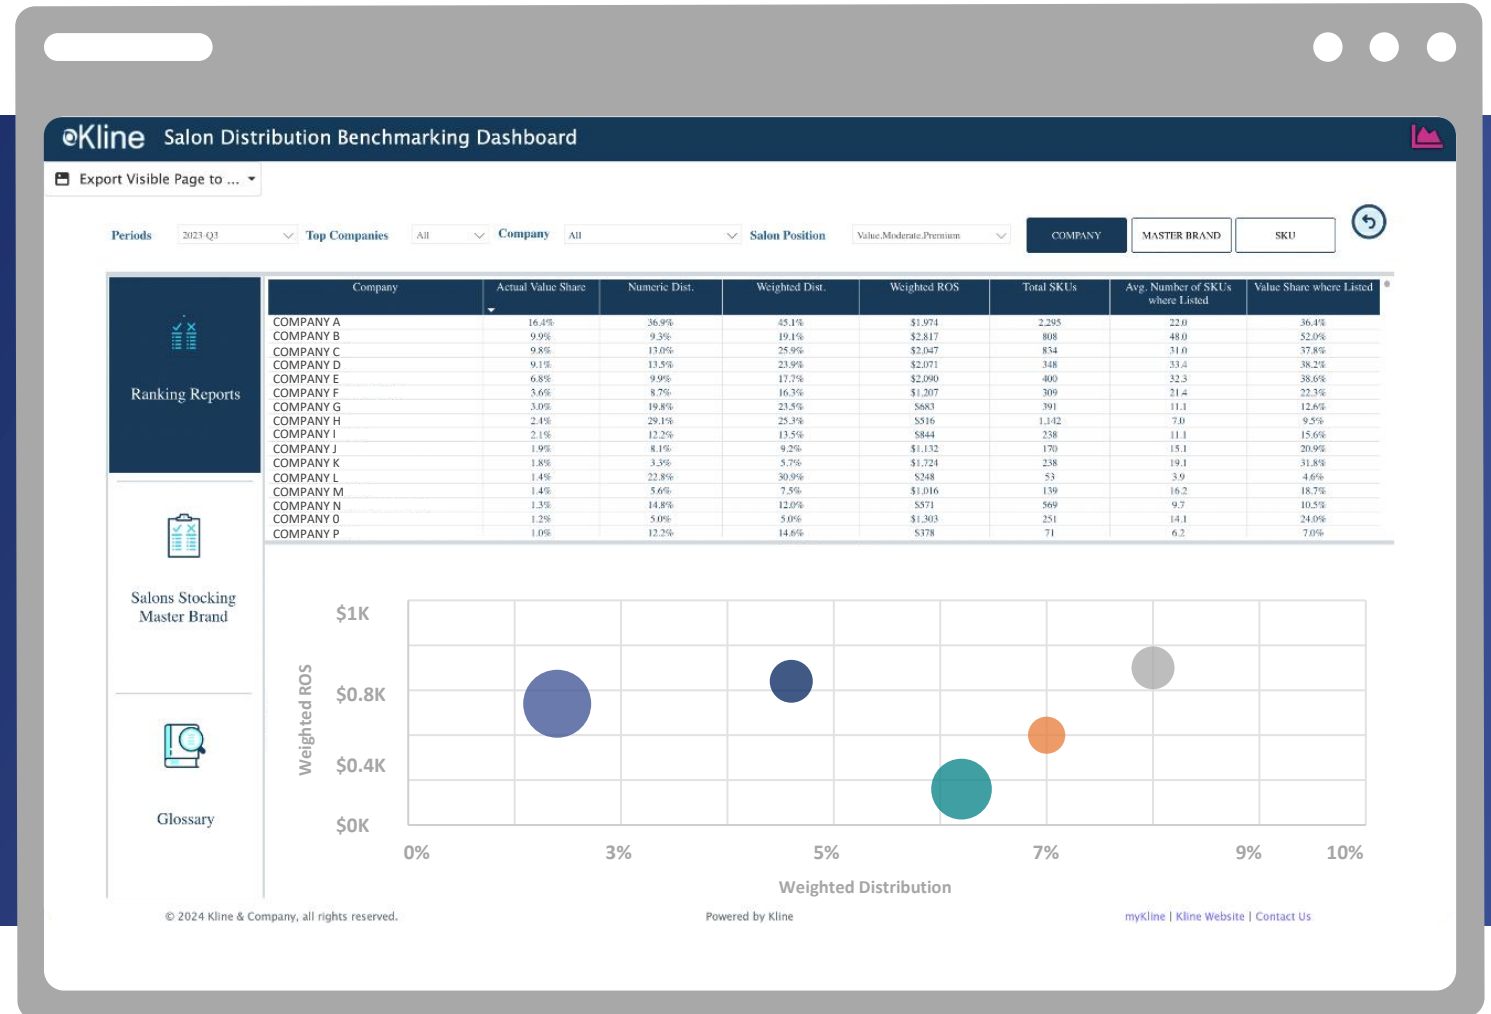 Kline Salon Distribution Benchmarking Dashboard
Export Visible Page to ...
Periods 2023-Q3 Top Companies All Company All Salon Position Value,Moderate,Premium COMPANY MASTER BRAND SKU
Ranking Reports
Salons Stocking
Master Brand
Glossary
Company Actual Value Share Numeric Dist. Weighted Dist. Weighted ROS Total SKUs Avg. Number of SKUs where Listed Value Share where Listed
COMPANY A 16.4% 36.9% 45.1% $1,974 2,295 22.0 36.4%
COMPANY B 9.9% 9.3% 19.1% $2,817 808 48.0 52.0%
COMPANY C 9.8% 13.0% 25.9% $2,047 834 31.0 37.8%
COMPANY D 9.1% 13.5% 23.9% $2,071 348 33.4 38.2%
COMPANY E 6.8% 9.9% 17.7% $2,090 400 32.3 38.6%
COMPANY F 3.6% 8.7% 16.3% $1,207 309 21.4 22.3%
COMPANY G 3.0% 19.8% 23.5% $683 391 11.1 12.6%
COMPANY H 2.4% 29.1% 25.3% $516 1,142 7.0 9.5%
COMPANY I 2.1% 12.2% 13.5% $844 238 11.1 15.6%
COMPANY J 1.9% 8.1% 9.2% $1,132 170 15.1 20.9%
COMPANY K 1.8% 3.3% 5.7% $1,724 238 19.1 31.8%
COMPANY L 1.4% 22.8% 30.9% $248 53 3.9 4.6%
COMPANY M 1.4% 5.6% 7.5% $1,016 139 16.2 18.7%
COMPANY N 1.3% 14.8% 12.0% $571 569 9.7 10.5%
COMPANY 0 1.2% 5.0% 5.0% $1,303 251 14.1 24.0%
COMPANY P 1.0% 12.2% 14.6% $378 71 6.2 7.0%
Weighted ROS
$1K
$0.8K
$0.4K
$0K
0% 3% 5% 7% 9% 10%
Weighted Distribution
© 2024 Kline & Company, all rights reserved. Powered by Kline myKline | Kline Website | Contact Us